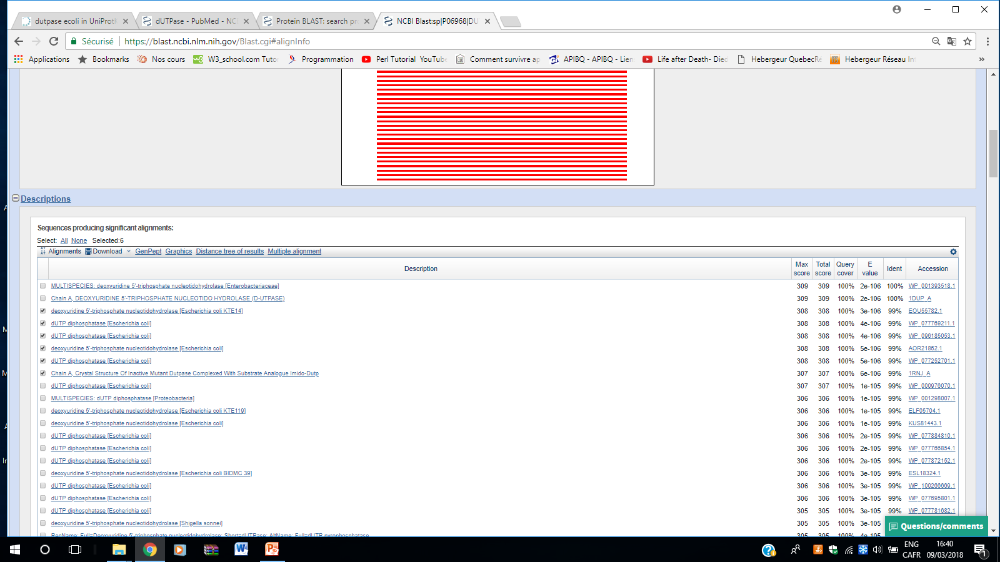 dutpase ecoli in UniProtK
dUTPase - PubMed - NC
Protein BLAST: search pr
NCBI Blast:sp|P06968|DU
Sécurisé
https://blast.ncbi.nlm.nih.gov/Blast.cgi#alignInfo
Applications
Bookmarks
Nos cours
W3_school.com Tuto
Programmation
Perl Tutorial YouTub
Comment survivre ap
APIBQ - APIBQ - Lien
Life after Death- Died
Hebergeur QuebecRe
Hebergeur Réseau Int
»
Descriptions
Sequences producing significant alignments:
Select: All None Selected:6
Alignments Download GenPept Graphics Distance tree of results Multiple alignment
Description Max score Total score Query cover E value Ident Accession
MULTISPECIES: deoxyuridine 5'-triphosphate nucleotidohydrolase [Enterobacteriaceae] 309 309 100% 2e-106 100% WP_001393518.1
Chain A, DEOXYURIDINE 5'-TRIPHOSPHATE NUCLEOTIDO HYDROLASE (D-UTPASE) 309 309 100% 2e-106 100% 1DUP_A
deoxyuridine 5'-triphosphate nucleotidohydrolase [Escherichia coli KTE14] 308 308 100% 3e-106 99% EOU55782.1
dUTP diphosphatase [Escherichia coli] 308 308 100% 4e-106 99% WP_077769211.1
dUTP diphosphatase [Escherichia coli] 308 308 100% 4e-106 99% WP_096185053.1
deoxyuridine 5'-triphosphate nucleotidohydrolase [Escherichia coli] 308 308 100% 5e-106 99% AOR21862.1
dUTP diphosphatase [Escherichia coli] 308 308 100% 5e-106 99% WP_077252701.1
Chain A, Crystal Structure Of Inactive Mutant Dutpase Complexed With Substrate Analogue Imido-Dutp 307 307 100% 6e-106 99% 1RNJ_A
dUTP diphosphatase [Escherichia coli] 307 307 100% 1e-105 99% WP_000976070.1
MULTISPECIES: dUTP diphosphatase [Proteobacteria] 306 306 100% 1e-105 99% WP_001298007.1
deoxyuridine 5'-triphosphate nucleotidohydrolase [Escherichia coli KTE119] 306 306 100% 1e-105 99% ELF05704.1
deoxyuridine 5'-triphosphate nucleotidohydrolase [Escherichia coli] 306 306 100% 1e-105 99% KUS81443.1
dUTP diphosphatase [Escherichia coli] 306 306 100% 2e-105 99% WP_077884810.1
dUTP diphosphatase [Escherichia coli] 306 306 100% 2e-105 99% WP_077766854.1
dUTP diphosphatase [Escherichia coli] 306 306 100% 2e-105 99% WP_077872152.1
deoxyuridine 5'-triphosphate nucleotidohydrolase [Escherichia coli BIDMC 39] 306 306 100% 3e-105 99% ESL18324.1
dUTP diphosphatase [Escherichia coli] 306 306 100% 3e-105 99% WP_100266669.1
dUTP diphosphatase [Escherichia coli] 306 306 100% 3e-105 99% WP_077695801.1
dUTP diphosphatase [Escherichia coli] 305 305 100% 3e-105 99% WP_077781682.1
deoxyuridine 5'-triphosphate nucleotidohydrolase [Shigella sonnei] 305 305 100% 3e-105
RecName: Full=Deoxyuridine 5'-triphosphate nucleotidohydrolase; Short=dUTPase; AltName: Full=dUTP pyrophosphatase 305 305 100% 4e-105
Questions/comments
ENG
CAFR
16:40
09/03/2018
1